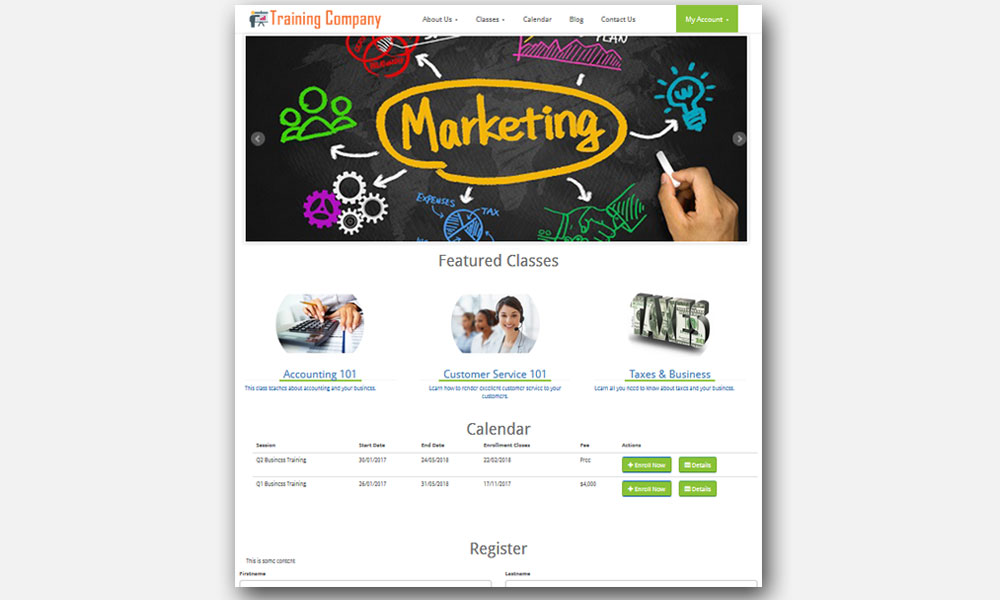 Training Company
About Us
Classes
Calendar
Blog
Contact Us
My Account
PLAN
Marketing
EXPENSES
TAX
Featured Classes
TAXES
Accounting 101
Customer Service 101
Taxes & Business
This class teaches about accounting and your business.
Learn how to render excellent customer service to your
customers.
Learn all you need to know about taxes and your business.
Calendar
Session Start Date End Date Enrollment Closes Fee Actions
Q2 Business Training 30/01/2017 24/05/2018 22/02/2018 Free Enroll Now Details
Q1 Business Training 26/01/2017 31/05/2018 17/11/2017 $4,000 Enroll Now Details
Register
This is some content
Firstname Lastname